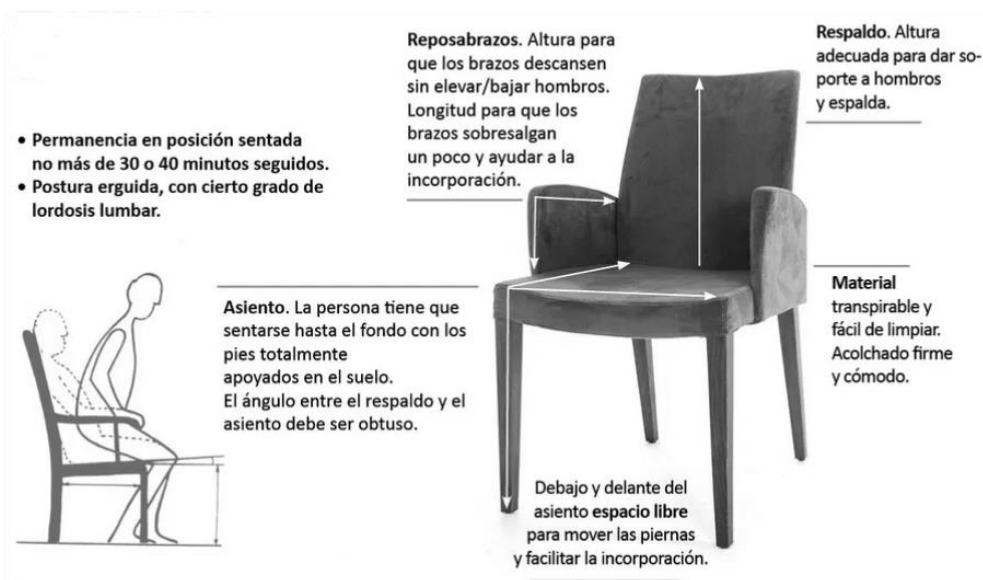 • Permanencia en posición sentada
no más de 30 o 40 minutos seguidos.
• Postura erguida, con cierto grado de
lordosis lumbar.
Reposabrazos. Altura para
que los brazos descansen
sin elevar/bajar hombros.
Longitud para que los
brazos sobresalgan
un poco y ayudar a la
incorporación.
Respaldo. Altura
adecuada para dar so-
porte a hombros
y espalda.
Asiento. La persona tiene que
sentarse hasta el fondo con los
pies totalmente
apoyados en el suelo.
El ángulo entre el respaldo y el
asiento debe ser obtuso.
Material
transpirable y
fácil de limpiar.
Acolchado firme
y cómodo.
Debajo y delante del
asiento espacio libre
para mover las piernas
y facilitar la incorporación.